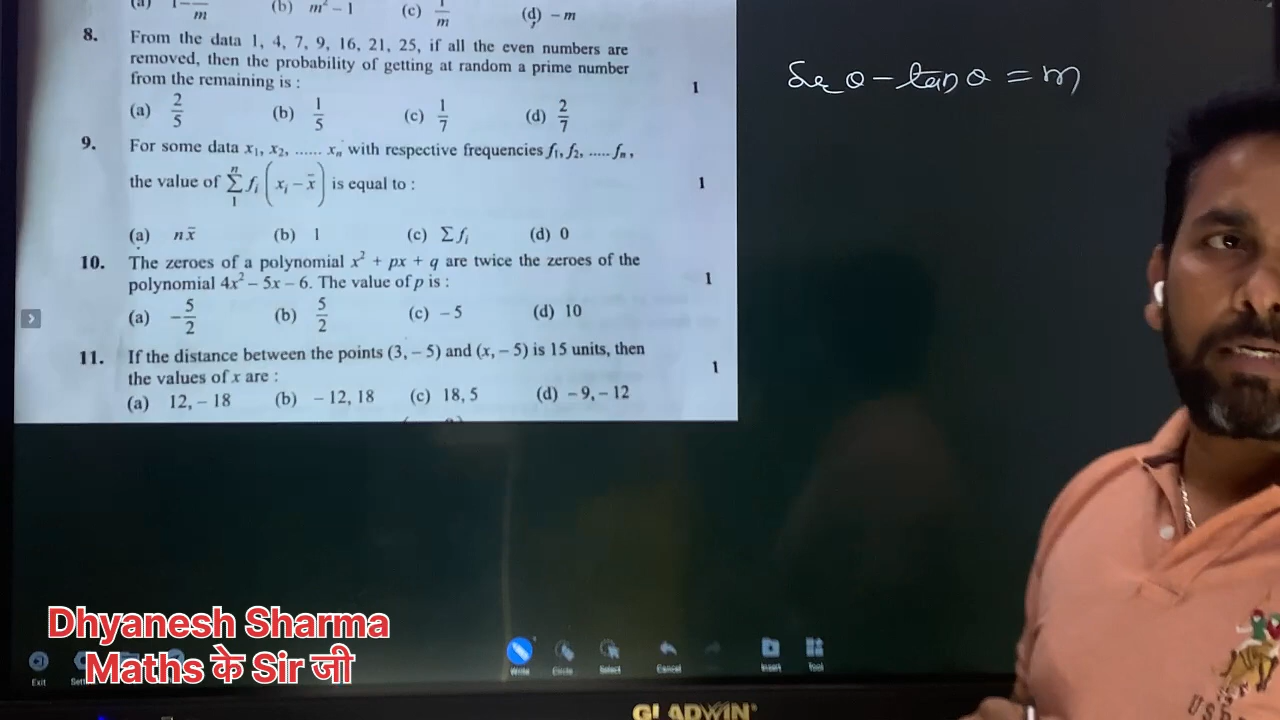 (a) 1 - — m (b) m² - 1 (c) 1/m (d) - m
8. From the data 1, 4, 7, 9, 16, 21, 25, if all the even numbers are
removed, then the probability of getting at random a prime number
from the remaining is : 1
(a) 2/5 (b) 1/5 (c) 1/7 (d) 2/7
9. For some data x₁, x₂, ...... xₙ with respective frequencies f₁, f₂, ..... fₙ,
the value of ∑₁ⁿ fᵢ (xᵢ - x̄) is equal to : 1
(a) nx̄ (b) 1 (c) ∑ fᵢ (d) 0
10. The zeroes of a polynomial x² + px + q are twice the zeroes of the
polynomial 4x² - 5x - 6. The value of p is : 1
(a) -5/2 (b) 5/2 (c) - 5 (d) 10
11. If the distance between the points (3, - 5) and (x, - 5) is 15 units, then
the values of x are : 1
(a) 12, - 18 (b) - 12, 18 (c) 18, 5 (d) - 9, - 12
Sec θ - tan θ = m
Dhyanesh Sharma
Maths के Sir जी
Exit Write Circle Select Cancel Insert Tool
GLADWIN
USP